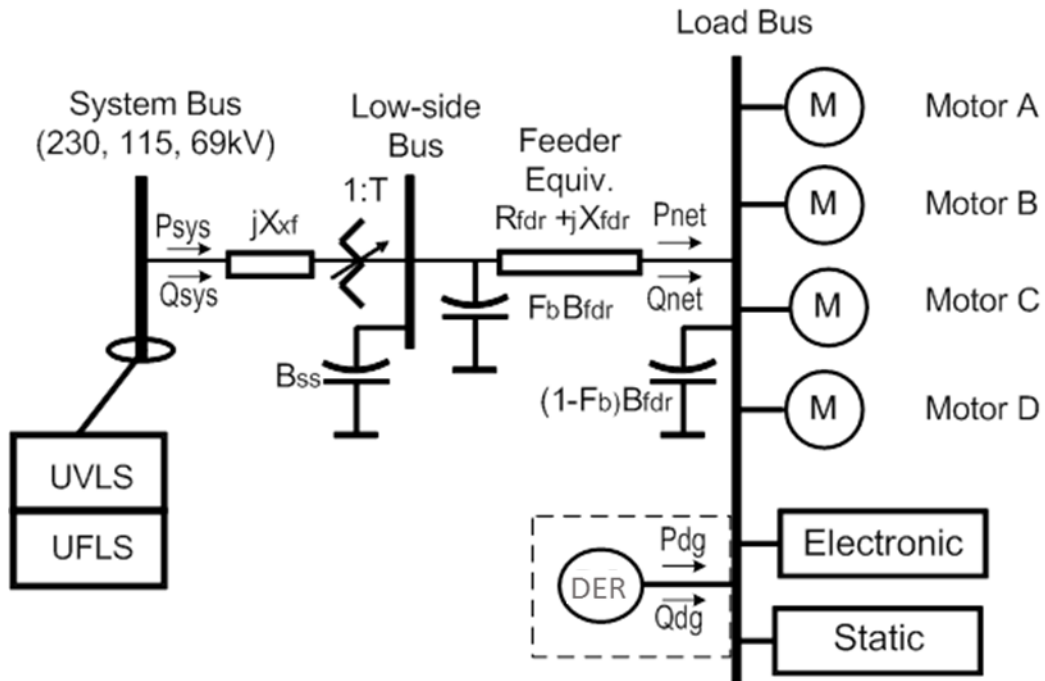 Load Bus
System Bus
(230, 115, 69kV)
Low-side
Bus
Feeder
Equiv.
Rfdr +jXfdr
1:T
Psys
Qsys
jXxf
Pnet
Qnet
FbBfdr
Bss
(1-Fb)Bfdr
M
Motor A
M
Motor B
M
Motor C
M
Motor D
UVLS
UFLS
Pdg
DER
Qdg
Electronic
Static